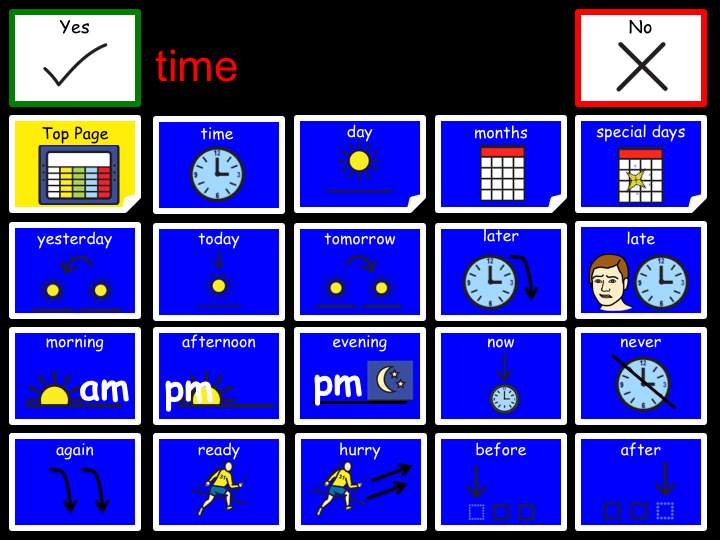 Yes
time
No
Top Page
time
day
months
special days
yesterday
today
tomorrow
later
late
morning
am
afternoon
pm
evening
pm
now
never
again
ready
hurry
before
after